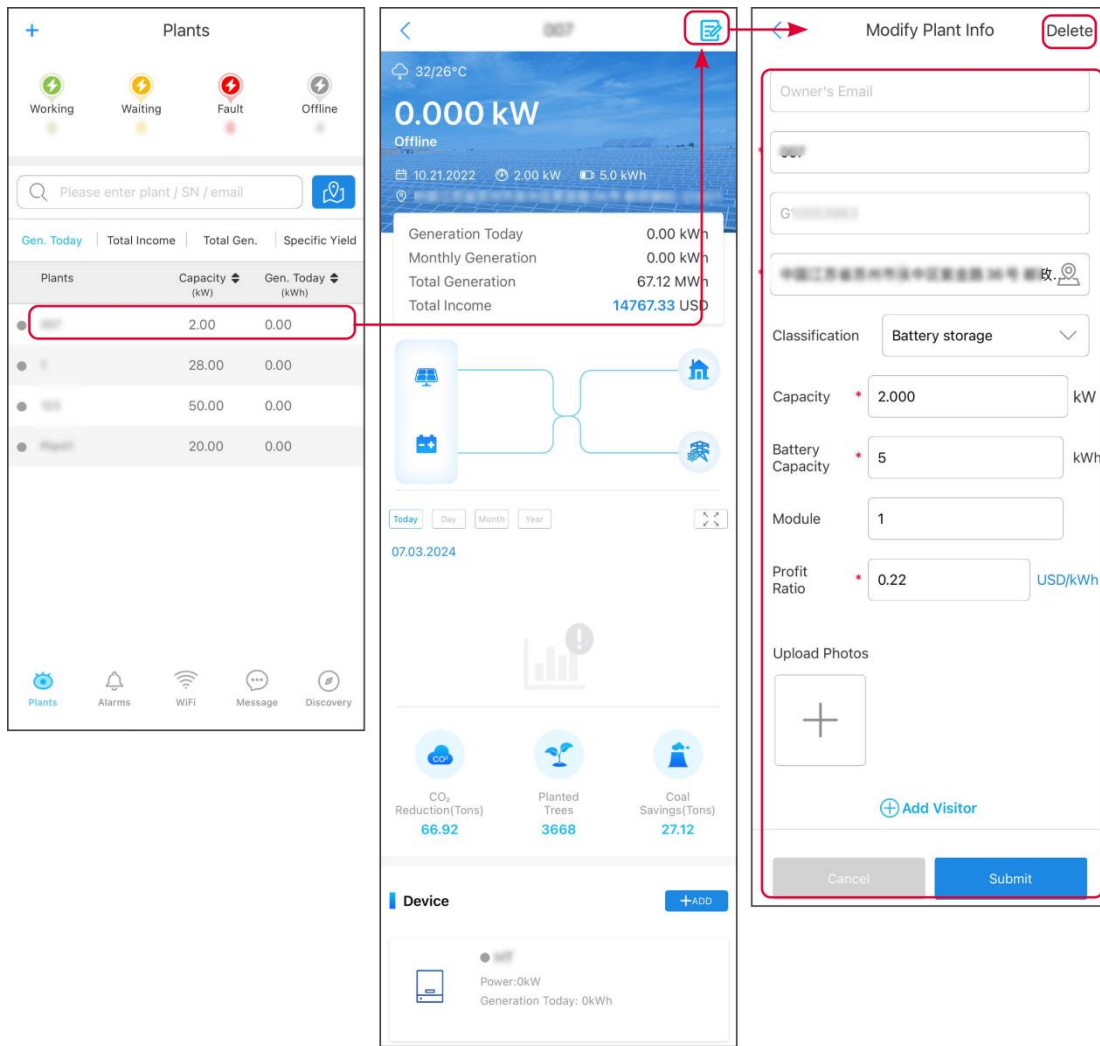 + Plants
Working Waiting Fault Offline
Please enter plant / SN / email
Gen. Today Total Income Total Gen. Specific Yield
Plants Capacity (kW) Gen. Today (kWh)
2.00 0.00
28.00 0.00
50.00 0.00
20.00 0.00
Plants Alarms WiFi Message Discovery
007
32/26°C
0.000 kW
Offline
10.21.2022 2.00 kW 5.0 kWh
Generation Today 0.00 kWh
Monthly Generation 0.00 kWh
Total Generation 67.12 MWh
Total Income 14767.33 USD
Today Day Month Year
07.03.2024
CO₂
Reduction(Tons)
66.92
Planted
Trees
3668
Coal
Savings(Tons)
27.12
Device +ADD
Power:0kW
Generation Today: 0kWh
Modify Plant Info Delete
Owner's Email
* 007
G
*
政.
Classification Battery storage
Capacity * 2.000 kW
Battery
Capacity * 5 kWh
Module 1
Profit
Ratio * 0.22 USD/kWh
Upload Photos
Add Visitor
Cancel Submit